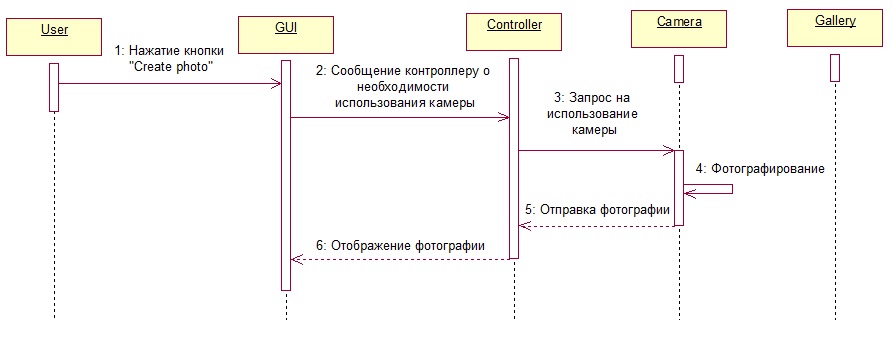 User
GUI
Controller
Camera
Gallery
1: Нажатие кнопки
"Create photo"
2: Сообщение контроллеру о
необходимости
использования камеры
3: Запрос на
использование
камеры
4: Фотографирование
5: Отправка фотографии
6: Отображение фотографии